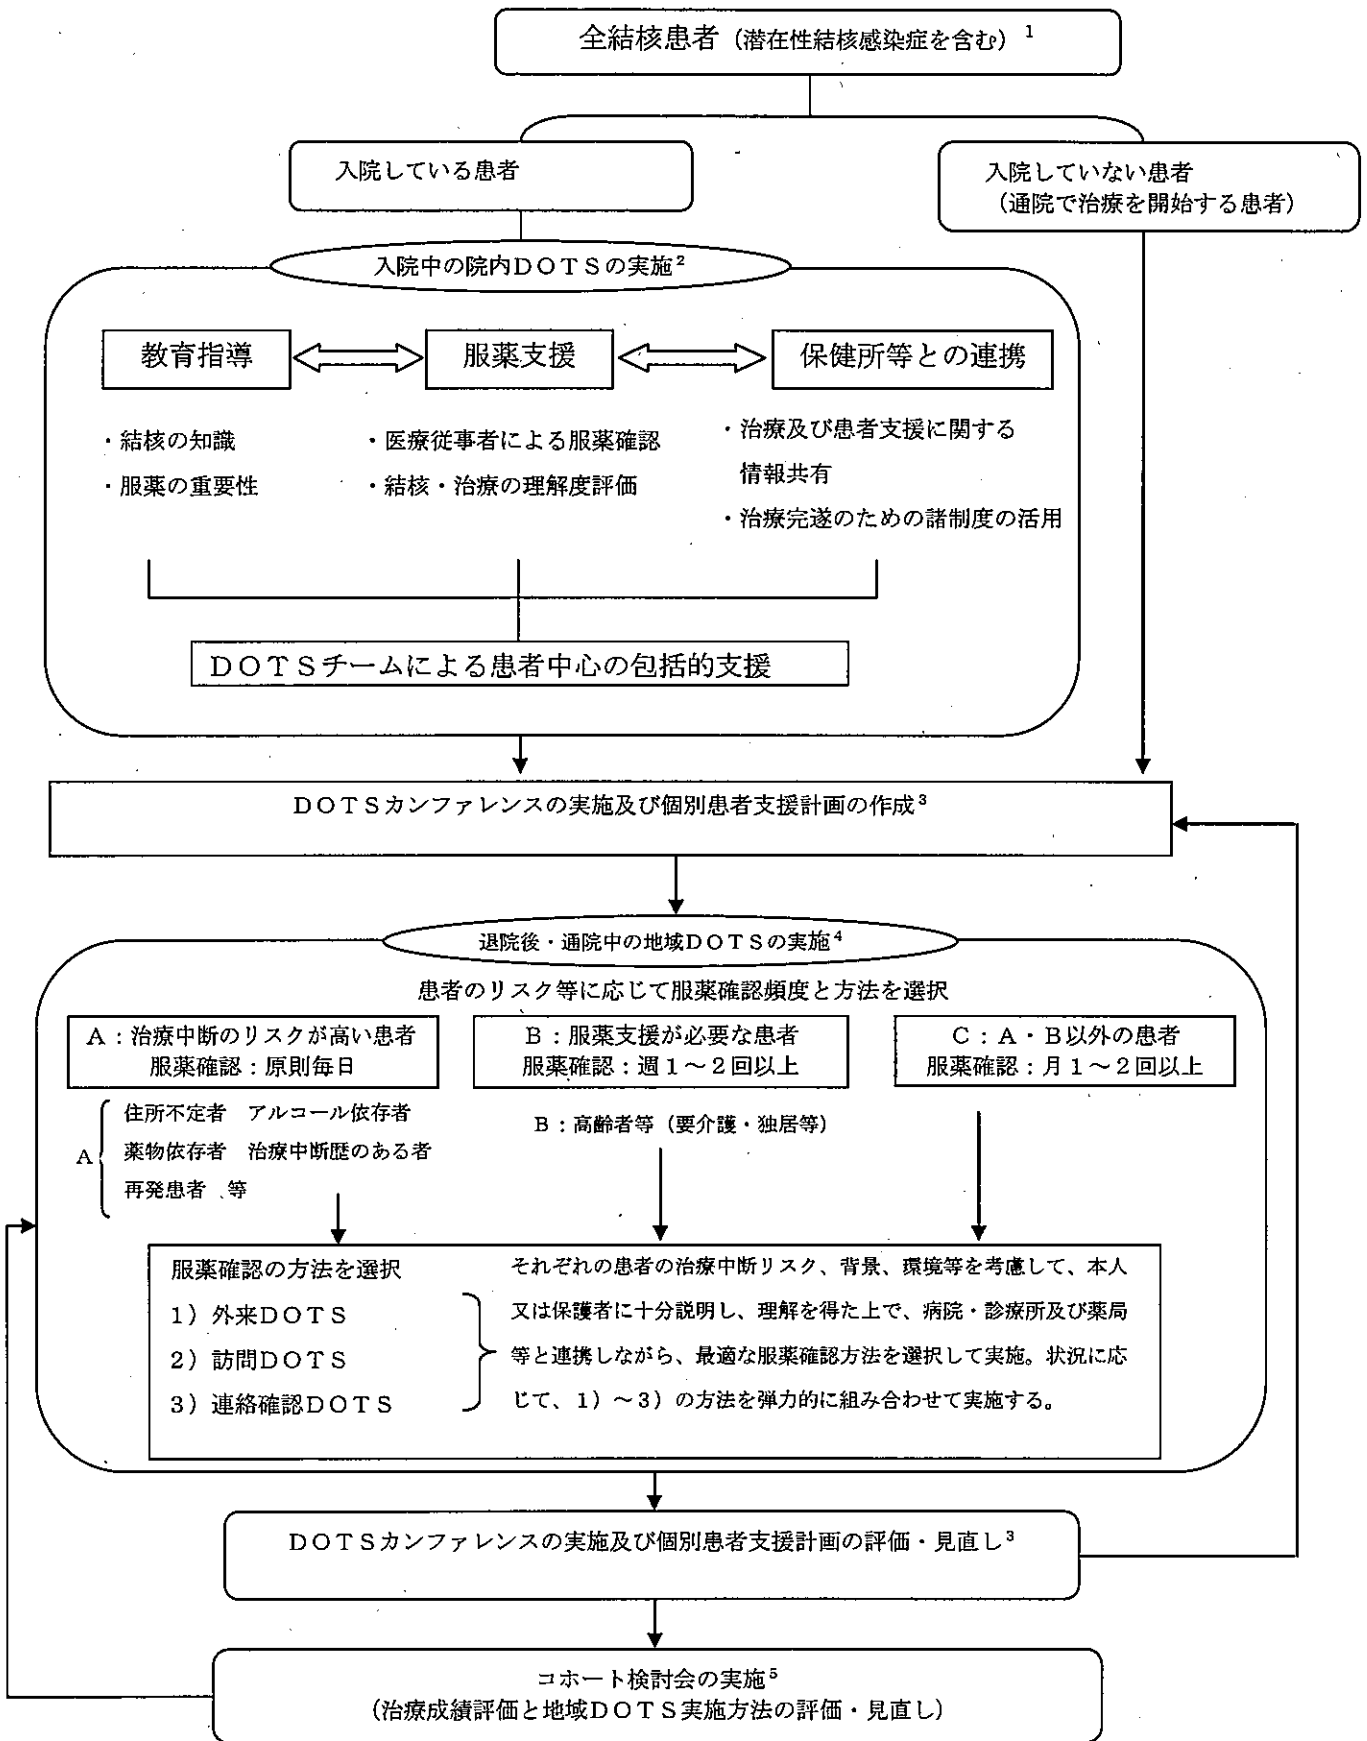 全結核患者（潜在性結核感染症を含む）1
入院している患者
入院していない患者
（通院で治療を開始する患者）
入院中の院内DOTSの実施2
教育指導
服薬支援
保健所等との連携
・結核の知識
・服薬の重要性
・医療従事者による服薬確認
・結核・治療の理解度評価
・治療及び患者支援に関する
情報共有
・治療完遂のための諸制度の活用
DOTSチームによる患者中心の包括的支援
DOTSカンファレンスの実施及び個別患者支援計画の作成3
退院後・通院中の地域DOTSの実施4
患者のリスク等に応じて服薬確認頻度と方法を選択
A：治療中断のリスクが高い患者
服薬確認：原則毎日
B：服薬支援が必要な患者
服薬確認：週1～2回以上
C：A・B以外の患者
服薬確認：月1～2回以上
A
住所不定者　アルコール依存者
薬物依存者　治療中断歴のある者
再発患者　等
B：高齢者等（要介護・独居等）
服薬確認の方法を選択
1）外来DOTS
2）訪問DOTS
3）連絡確認DOTS
それぞれの患者の治療中断リスク、背景、環境等を考慮して、本人
又は保護者に十分説明し、理解を得た上で、病院・診療所及び薬局
等と連携しながら、最適な服薬確認方法を選択して実施。状況に応
じて、1）～3）の方法を弾力的に組み合わせて実施する。
DOTSカンファレンスの実施及び個別患者支援計画の評価・見直し3
コホート検討会の実施5
（治療成績評価と地域DOTS実施方法の評価・見直し）